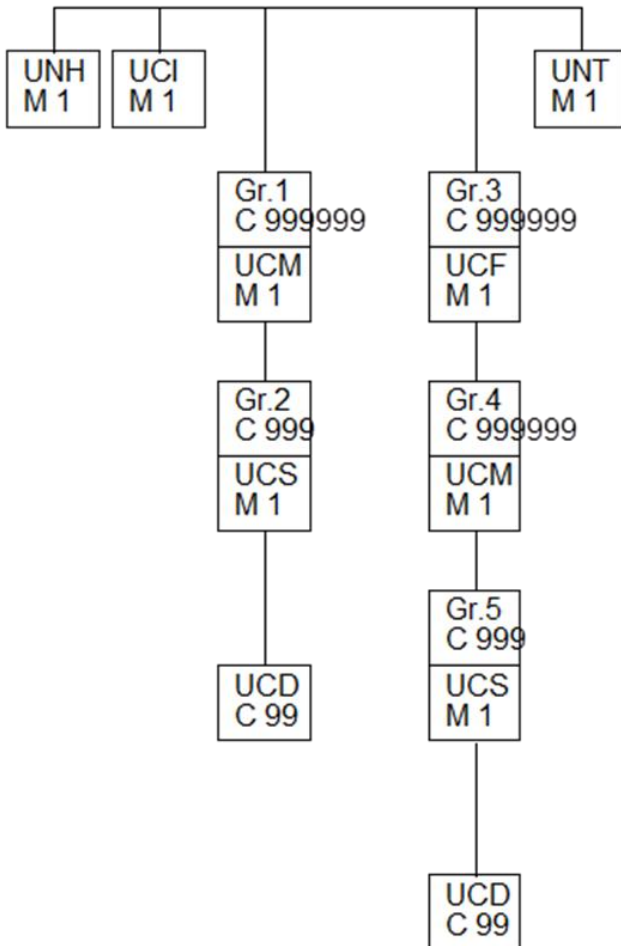 UNH
M 1
UCI
M 1
UNT
M 1
Gr.1
C 999999
UCM
M 1
Gr.3
C 999999
UCF
M 1
Gr.2
C 999
UCS
M 1
Gr.4
C 999999
UCM
M 1
Gr.5
C 999
UCS
M 1
UCD
C 99
UCD
C 99